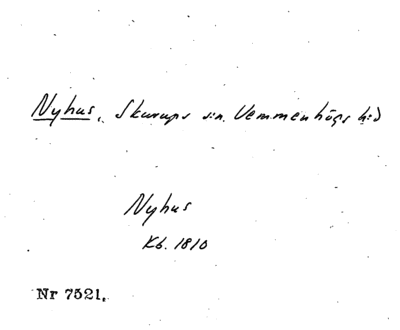 Nyhus, Skurups sn. Vemmenhögs hd
Nyhus
Kb. 1810
Nr 7521.